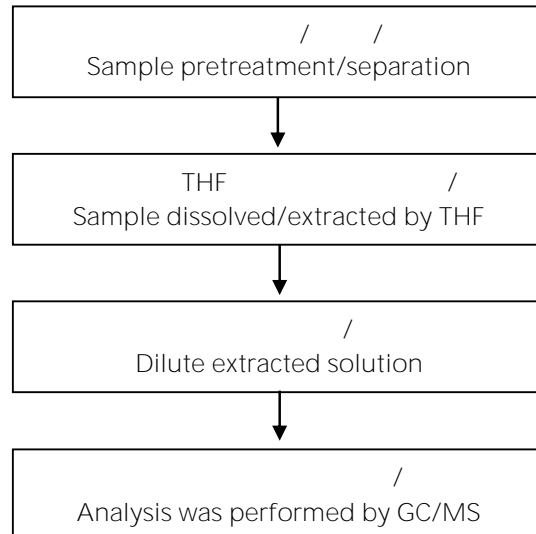 / /
Sample pretreatment/separation
THF /
Sample dissolved/extracted by THF
/
Dilute extracted solution
/
Analysis was performed by GC/MS